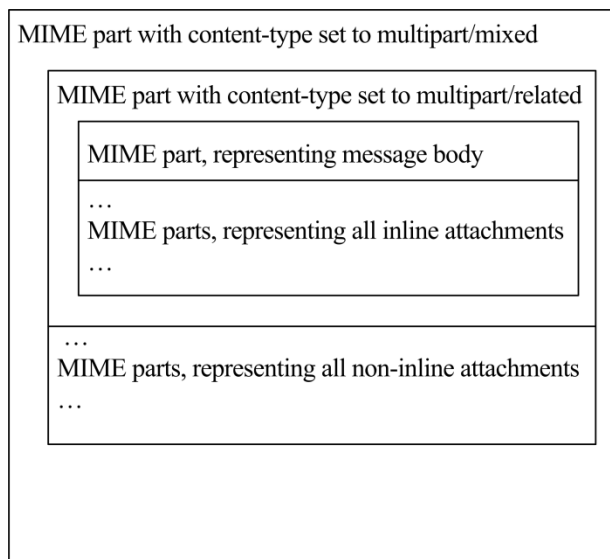 MIME part with content-type set to multipart/mixed
MIME part with content-type set to multipart/related
MIME part, representing message body
…
MIME parts, representing all inline attachments
…
…
MIME parts, representing all non-inline attachments
…